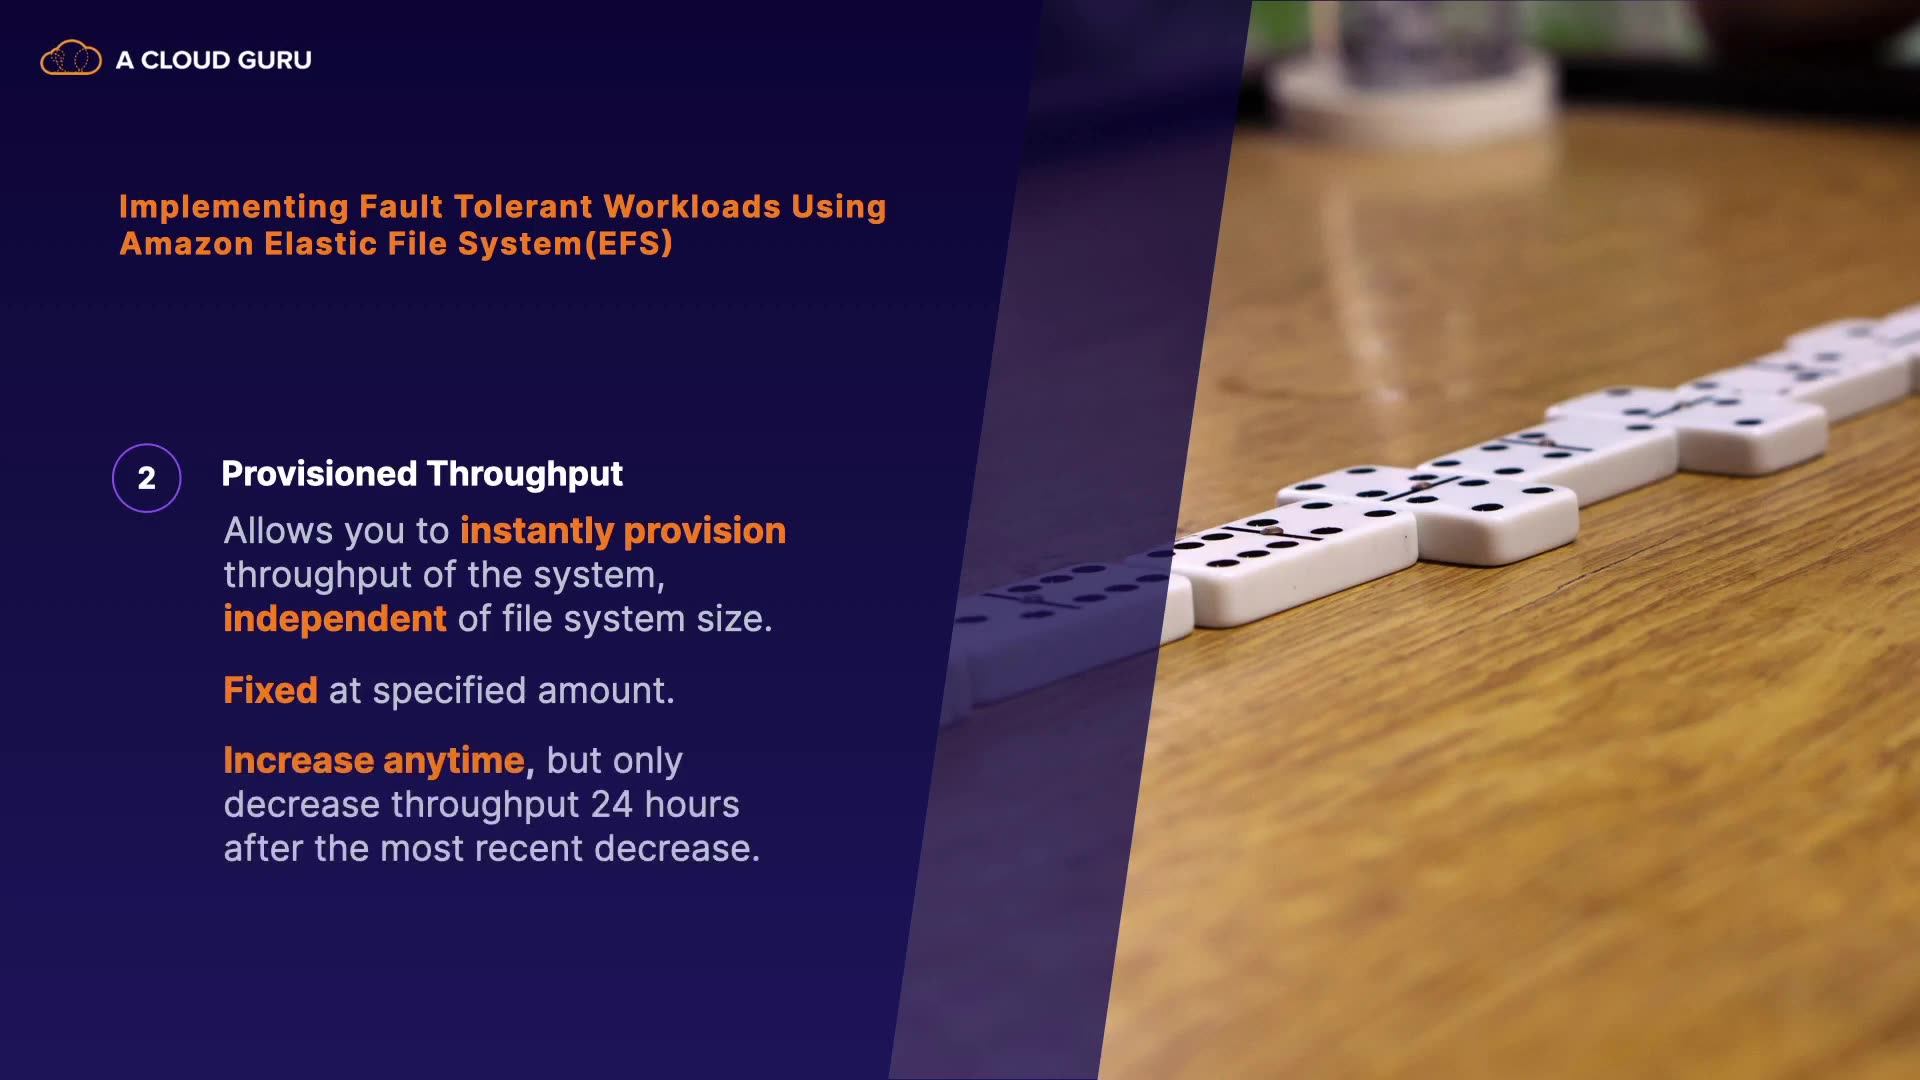 A CLOUD GURU
Implementing Fault Tolerant Workloads Using
Amazon Elastic File System(EFS)
2
Provisioned Throughput
Allows you to instantly provision
throughput of the system,
independent of file system size.
Fixed at specified amount.
Increase anytime, but only
decrease throughput 24 hours
after the most recent decrease.